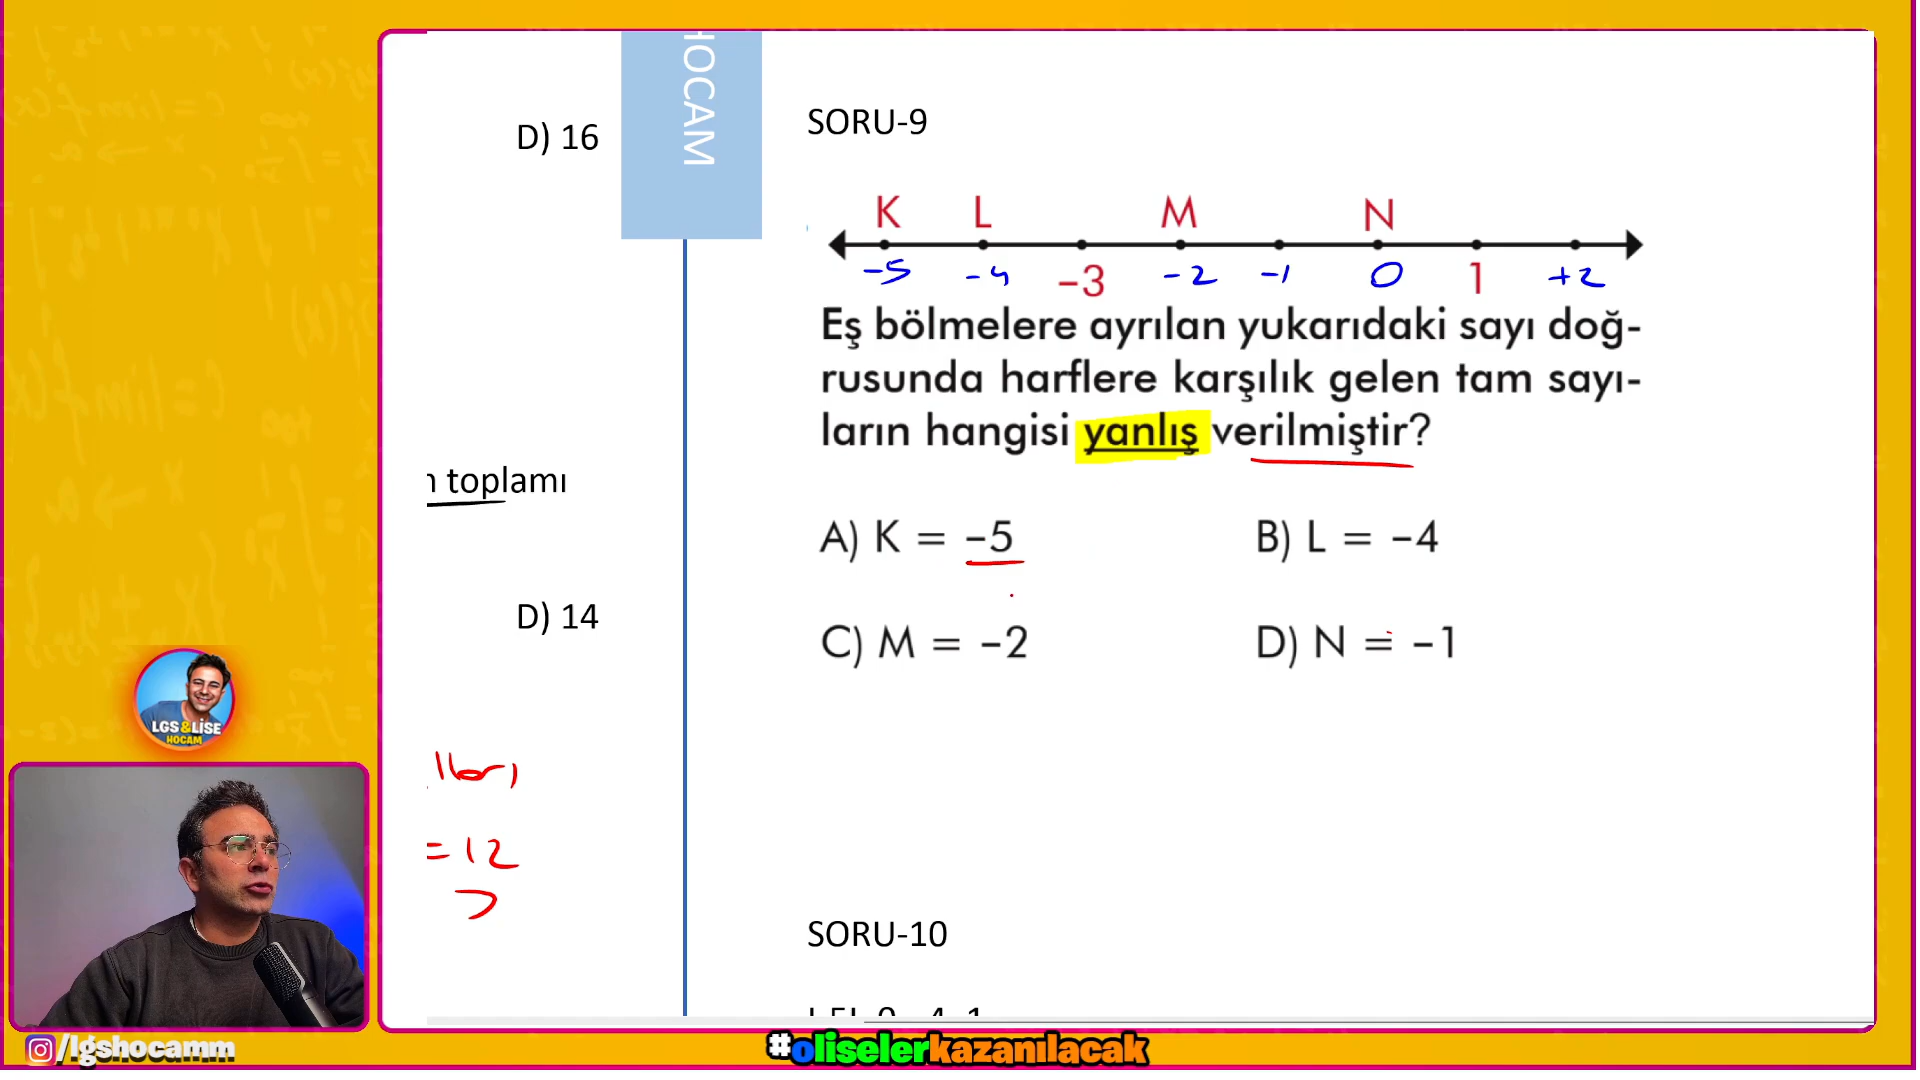 HOCAM
D) 16
n toplamı
D) 14
=12
SORU-9
K L M N
-5 -4 -3 -2 -1 0 1 +2
Eş bölmelere ayrılan yukarıdaki sayı doğ-
rusunda harflere karşılık gelen tam sayı-
ların hangisi yanlış verilmiştir?
A) K = -5 B) L = -4
C) M = -2 D) N = -1
SORU-10
LGS&LİSE
HOCAM
/lgshocamm
#oliselerkazanılacak